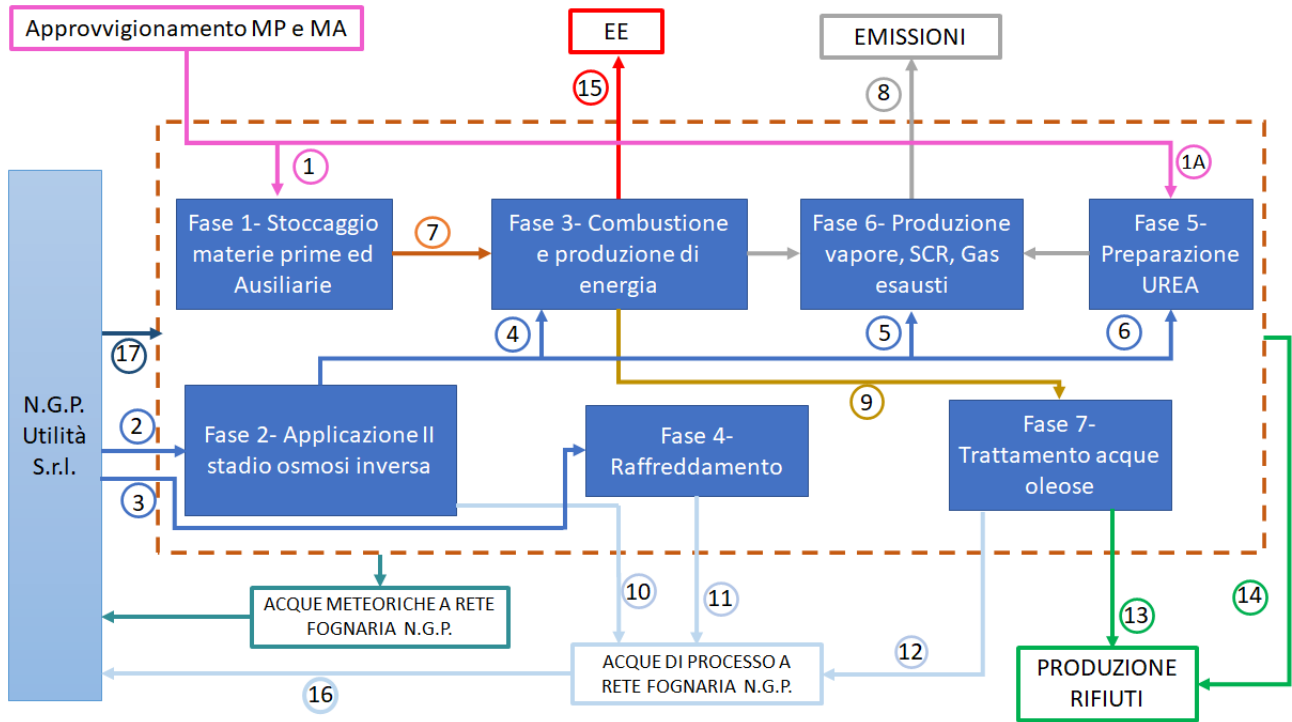 Approvvigionamento MP e MA
EE
EMISSIONI
15
8
1
1A
Fase 1- Stoccaggio
materie prime ed
Ausiliarie
7
Fase 3- Combustione
e produzione di
energia
Fase 6- Produzione
vapore, SCR, Gas
esausti
Fase 5-
Preparazione
UREA
4
5
6
17
N.G.P.
Utilità
S.r.l.
2
3
Fase 2- Applicazione II
stadio osmosi inversa
Fase 4-
Raffreddamento
9
Fase 7-
Trattamento acque
oleose
10
11
12
13
14
ACQUE METEORICHE A RETE
FOGNARIA N.G.P.
ACQUE DI PROCESSO A
RETE FOGNARIA N.G.P.
PRODUZIONE
RIFIUTI
16